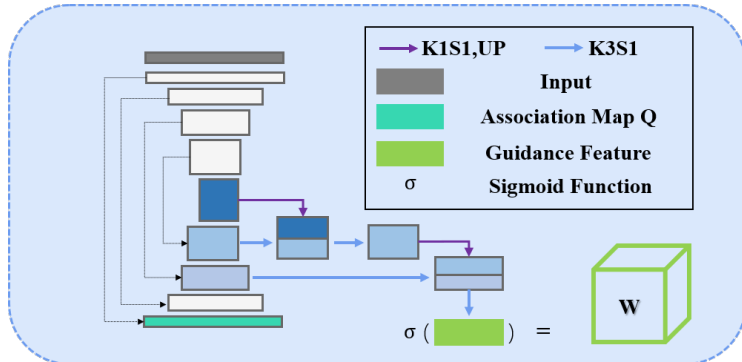 K1S1,UP K3S1
Input
Association Map Q
Guidance Feature
σ Sigmoid Function
σ ( ) = W